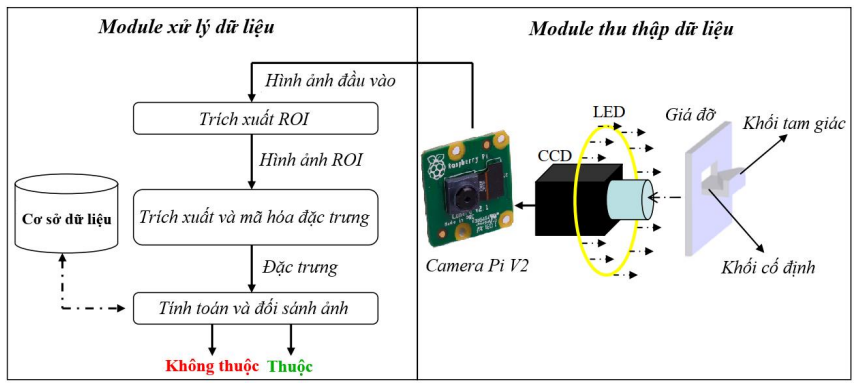 Module xử lý dữ liệu
Module thu thập dữ liệu
Hình ảnh đầu vào
Trích xuất ROI
Hình ảnh ROI
Cơ sở dữ liệu
Trích xuất và mã hóa đặc trưng
Đặc trưng
Tính toán và đối sánh ảnh
Không thuộc
Thuộc
Raspberry Pi
Camera Pi V2
CCD
LED
Giá đỡ
Khối tam giác
Khối cố định